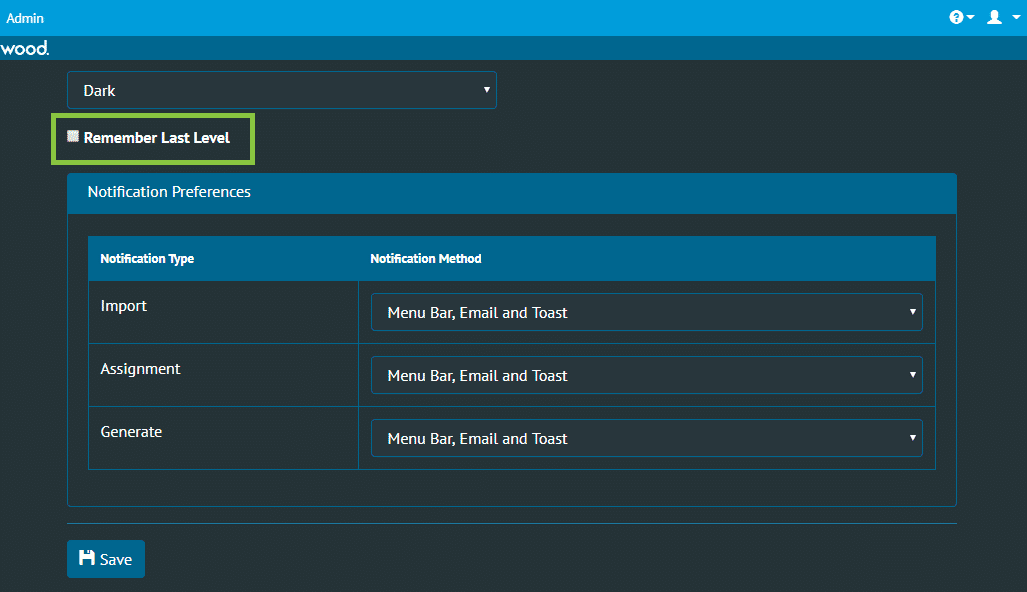 Admin
wood.
Dark
Remember Last Level
Notification Preferences
Notification Type Notification Method
Import Menu Bar, Email and Toast
Assignment Menu Bar, Email and Toast
Generate Menu Bar, Email and Toast
Save